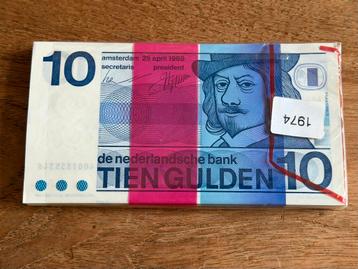 10
amsterdam 25 april 1968
secretaris president
1974
de nederlandsche bank
TIEN GULDEN
10